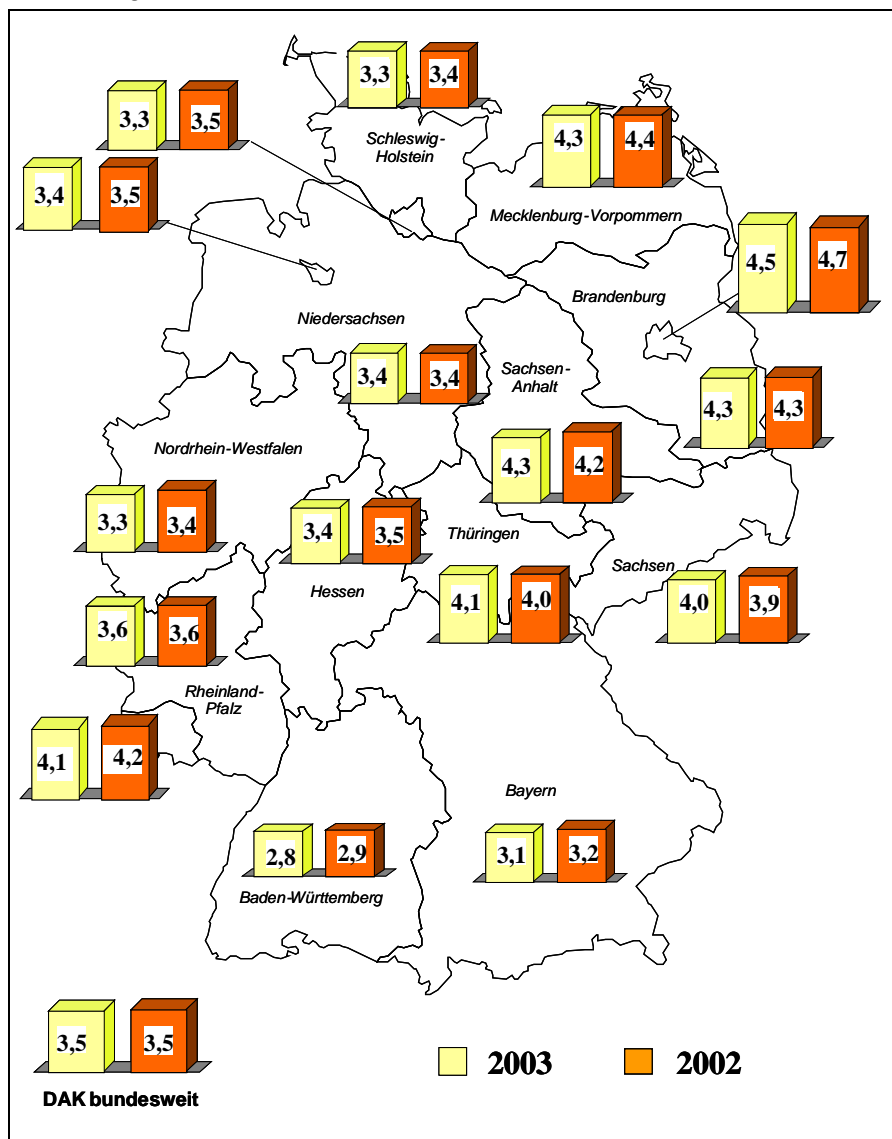 3,3 3,4
3,3 3,5
Schleswig-
Holstein
4,3 4,4
3,4 3,5
Mecklenburg-Vorpommern
4,5 4,7
Brandenburg
Niedersachsen
3,4 3,4
Sachsen-
Anhalt
4,3 4,3
Nordrhein-Westfalen
4,3 4,2
3,3 3,4
3,4 3,5
Thüringen
Hessen
Sachsen
4,1 4,0
4,0 3,9
3,6 3,6
Rheinland-
Pfalz
4,1 4,2
Bayern
2,8 2,9
3,1 3,2
Baden-Württemberg
3,5 3,5
2003 2002
DAK bundesweit